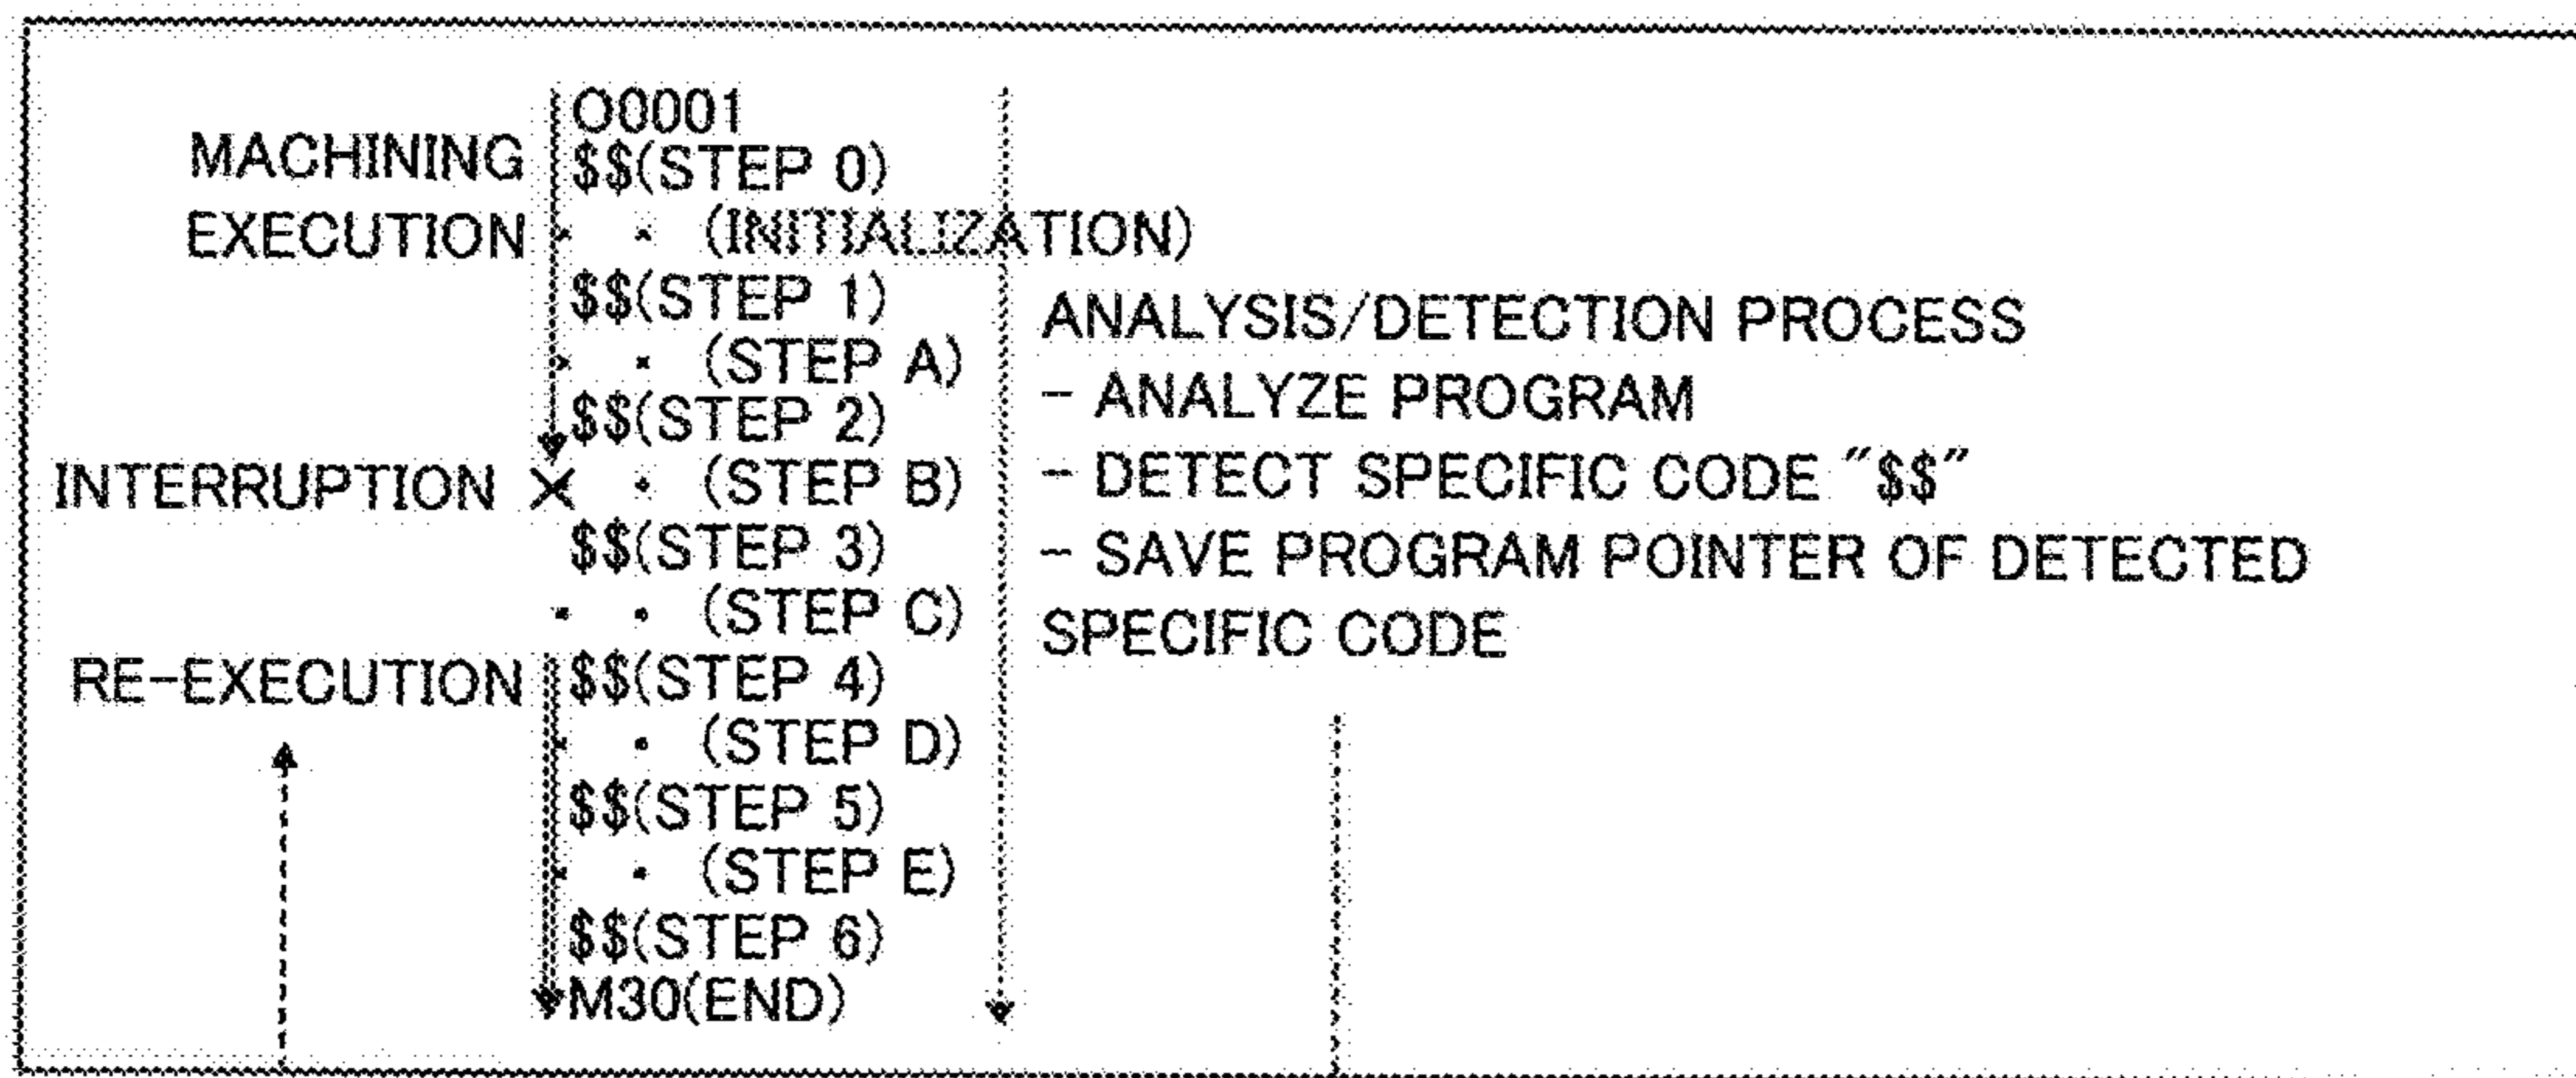 O0001
MACHINING $$(STEP 0)
EXECUTION · · (INITIALIZATION)
$$(STEP 1)
· · (STEP A)
$$(STEP 2)
INTERRUPTION × · (STEP B)
$$(STEP 3)
· · (STEP C)
RE-EXECUTION $$(STEP 4)
· · (STEP D)
$$(STEP 5)
· · (STEP E)
$$(STEP 6)
M30(END)
ANALYSIS/DETECTION PROCESS
- ANALYZE PROGRAM
- DETECT SPECIFIC CODE "$$"
- SAVE PROGRAM POINTER OF DETECTED
SPECIFIC CODE